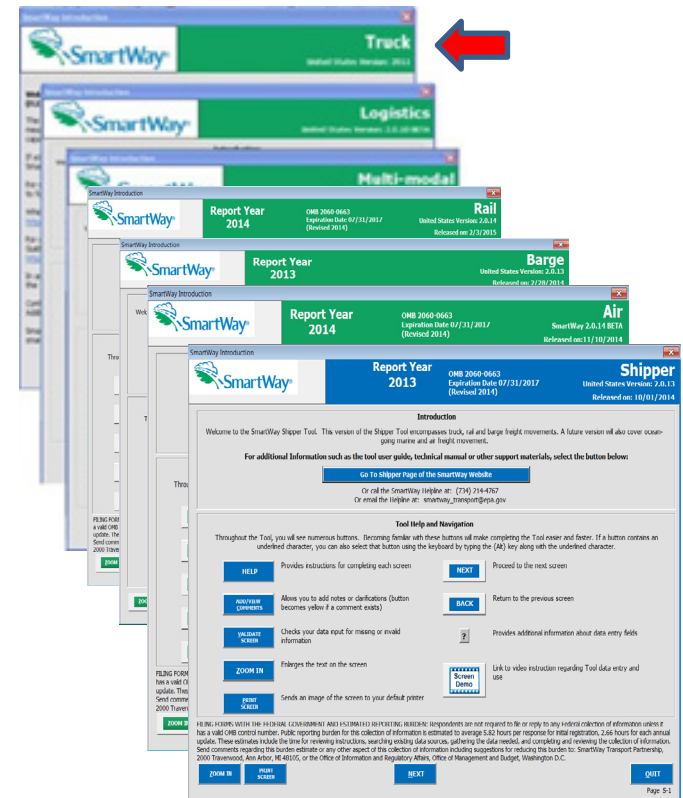 SmartWay Introduction
SmartWay
Truck
United States Version: 2011
SmartWay
Logistics
SmartWay
Multi-modal
SmartWay Introduction
SmartWay
Report Year
2014
OMB 2060-0663
Expiration Date 07/31/2017
(Revised 2014)
Rail
United States Version: 2.0.14
Released on: 2/3/2015
SmartWay Introduction
SmartWay
Report Year
2013
Barge
United States Version: 2.0.13
Released on: 2/28/2014
SmartWay Introduction
SmartWay
Report Year
2014
OMB 2060-0663
Expiration Date 07/31/2017
(Revised 2014)
Air
SmartWay 2.0.14 BETA
Released on:11/10/2014
SmartWay Introduction
SmartWay
Report Year
2013
OMB 2060-0663
Expiration Date 07/31/2017
(Revised 2014)
Shipper
United States Version: 2.0.13
Released on: 10/01/2014
Introduction
Welcome to the SmartWay Shipper Tool. This version of the Shipper Tool encompasses truck, rail and barge freight movements. A future version will also cover ocean-
going marine and air freight movement.
For additional Information such as the tool user guide, technical manual or other support materials, select the button below:
Go To Shipper Page of the SmartWay Website
Or call the SmartWay Helpline at: (734) 214-4767
Or email the Helpline at: smartway_transport@epa.gov
Tool Help and Navigation
Throughout the Tool, you will see numerous buttons. Becoming familiar with these buttons will make completing the Tool easier and faster. If a button contains an
underlined character, you can also select that button using the keyboard by typing the (Alt) key along with the underlined character.
HELP
Provides instructions for completing each screen
NEXT
Proceed to the next screen
ADD/VIEW
COMMENTS
Allows you to add notes or clarifications (button
becomes yellow if a comment exists)
BACK
Return to the previous screen
VALIDATE
SCREEN
Checks your data input for missing or invalid
information
?
Provides additional information about data entry fields
ZOOM IN
Enlarges the text on the screen
Screen
Demo
Link to video instruction regarding Tool data entry and
use
PRINT
SCREEN
Sends an image of the screen to your default printer
FILING FORMS WITH THE FEDERAL GOVERNMENT AND ESTIMATED REPORTING BURDEN: Respondents are not required to file or reply to any Federal collection of information unless it
has a valid OMB control number. Public reporting burden for this collection of information is estimated to average 5.82 hours per response for initial registration, 2.66 hours for each annual
update. These estimates include the time for reviewing instructions, searching existing data sources, gathering the data needed, and completing and reviewing the collection of information.
Send comments regarding this burden estimate or any other aspect of this collection of information including suggestions for reducing this burden to: SmartWay Transport Partnership,
2000 Traverwood, Ann Arbor, MI 48105, or the Office of Information and Regulatory Affairs, Office of Management and Budget, Washington D.C.
ZOOM IN
PRINT
SCREEN
NEXT
QUIT
Page S-1